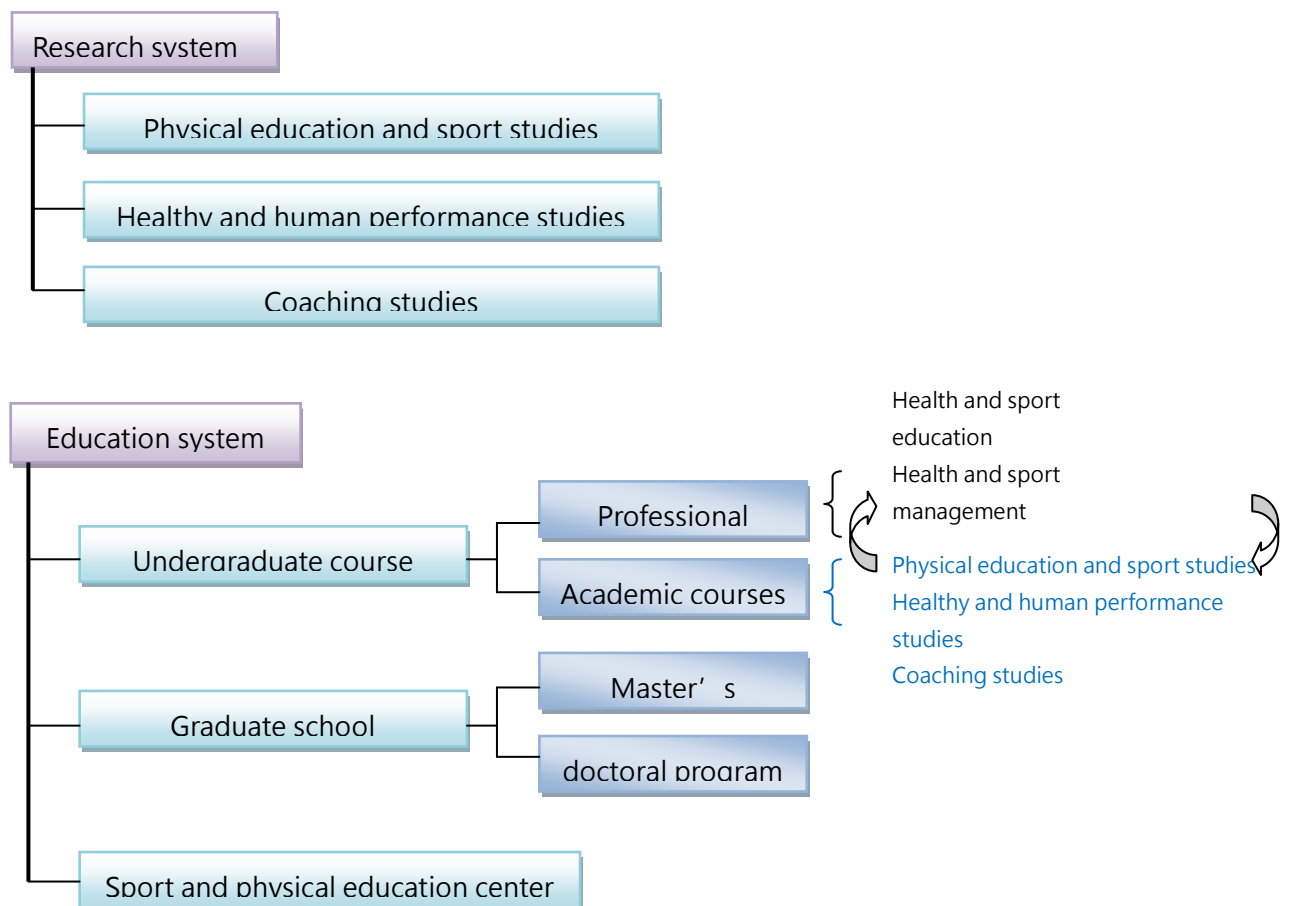 Research system
Physical education and sport studies
Healthy and human performance studies
Coaching studies
Education system
Undergraduate course
Professional
Academic courses
Health and sport
education
Health and sport
management
Physical education and sport studies
Healthy and human performance
studies
Coaching studies
Graduate school
Master’s
doctoral program
Sport and physical education center